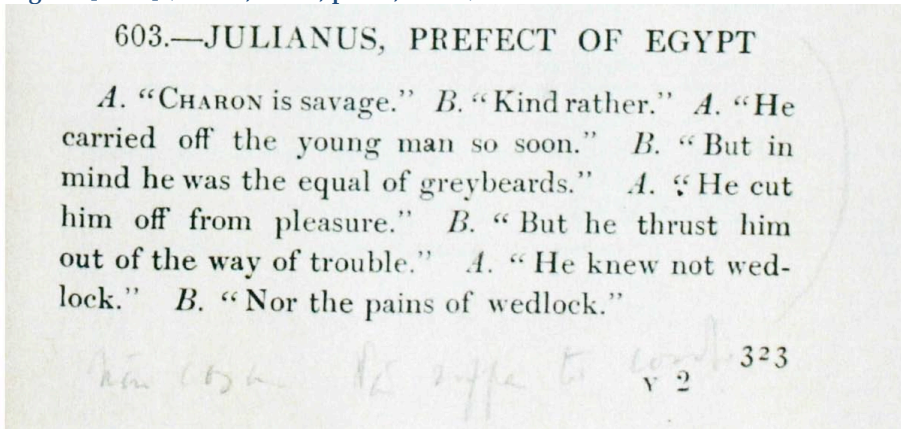 603.—JULIANUS, PREFECT OF EGYPT
A. “CHARON is savage.” B. “Kind rather.” A. “He
carried off the young man so soon.” B. “But in
mind he was the equal of greybeards.” A. “He cut
him off from pleasure.” B. “But he thrust him
out of the way of trouble.” A. “He knew not wed-
lock.” B. “Nor the pains of wedlock.”
323
Y 2